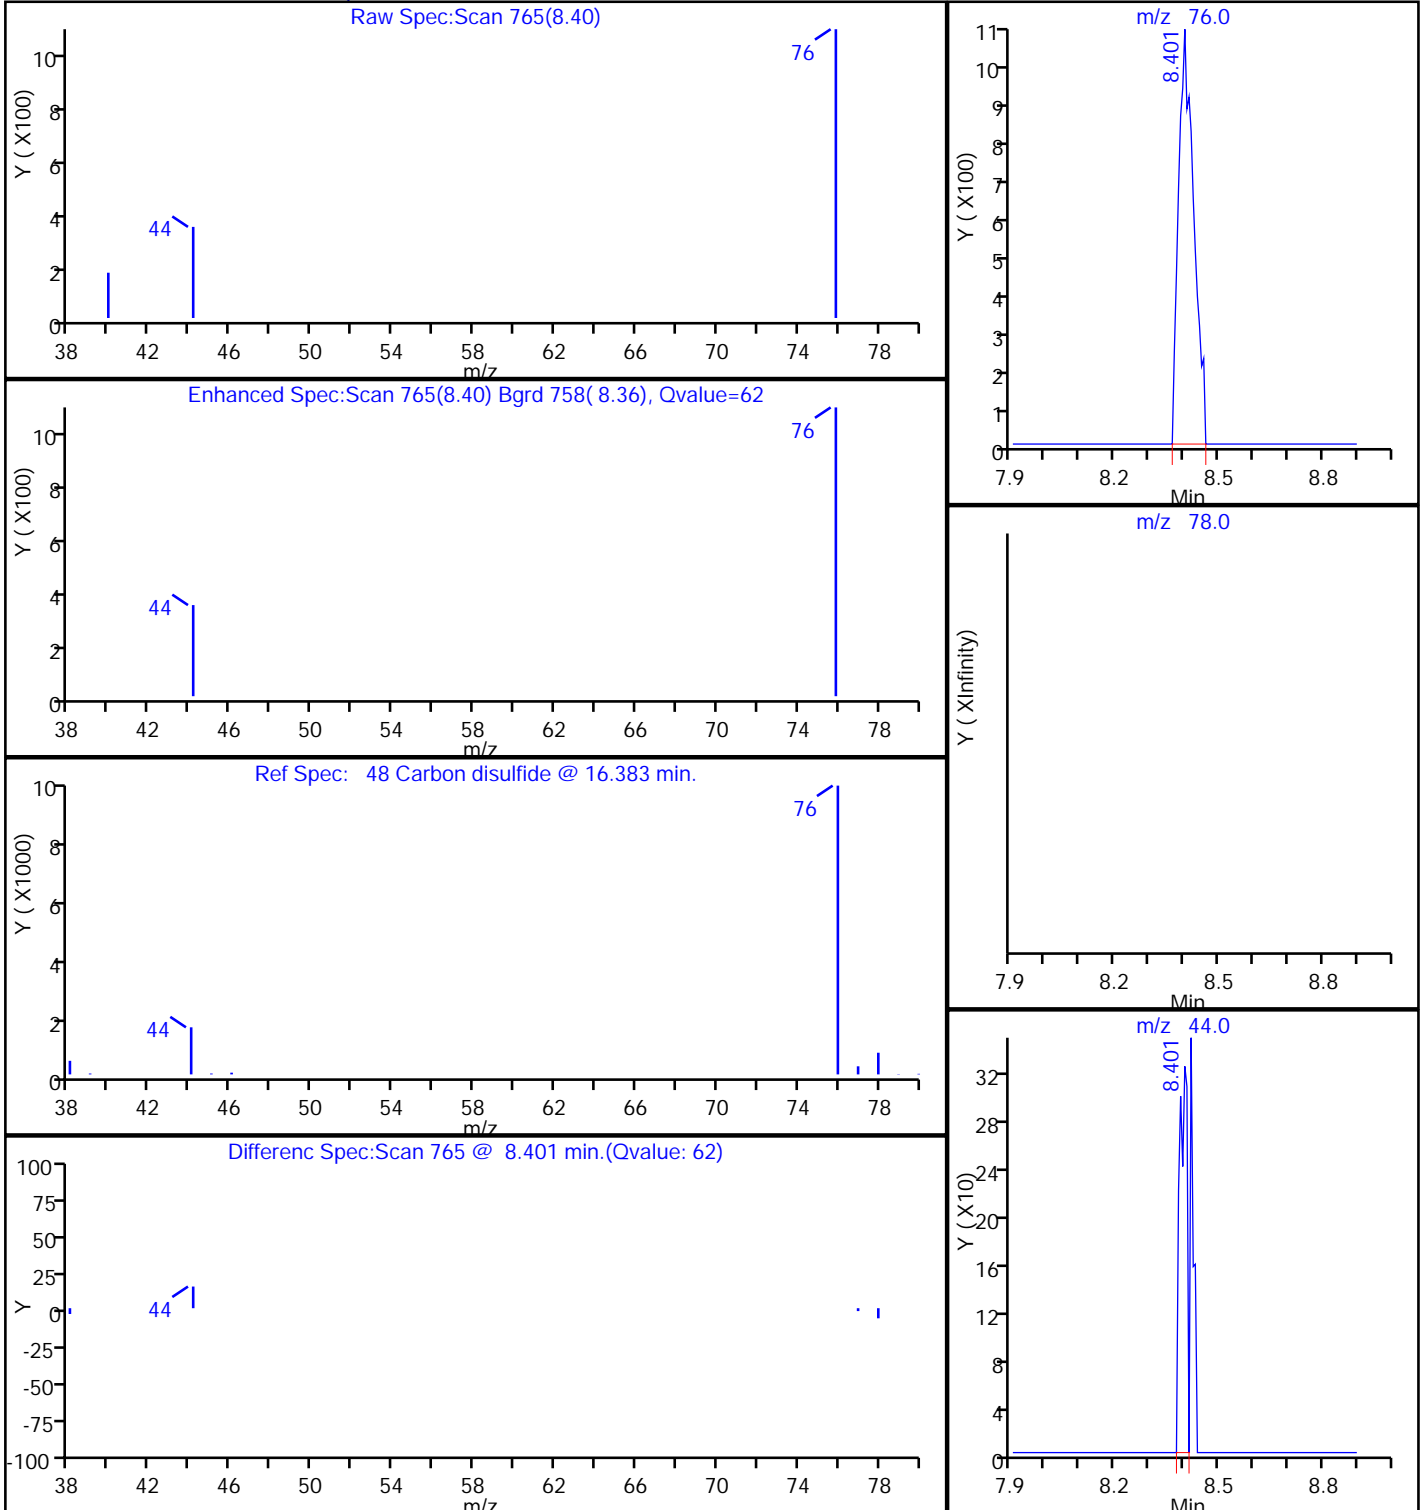 Raw Spec:Scan 765(8.40)
Y ( X100)
10
8
6
4
2
0
76
44
38 42 46 50 54 58 62 66 70 74 78
m/z
Enhanced Spec:Scan 765(8.40) Bgrd 758( 8.36), Qvalue=62
Y ( X100)
10
8
6
4
2
0
76
44
38 42 46 50 54 58 62 66 70 74 78
m/z
Ref Spec: 48 Carbon disulfide @ 16.383 min.
Y ( X1000)
10
8
6
4
2
0
76
44
38 42 46 50 54 58 62 66 70 74 78
m/z
Differenc Spec:Scan 765 @ 8.401 min.(Qvalue: 62)
Y
100
75
50
25
0
-25
-50
-75
-100
44
38 42 46 50 54 58 62 66 70 74 78
m/z
m/z 76.0
Y ( X100)
11
10
9
8
7
6
5
4
3
2
1
0
8.401
7.9 8.2 8.5 8.8
Min
m/z 78.0
Y ( XInfinity)
7.9 8.2 8.5 8.8
Min
m/z 44.0
Y ( X10)
32
28
24
20
16
12
8
4
0
8.401
7.9 8.2 8.5 8.8
Min